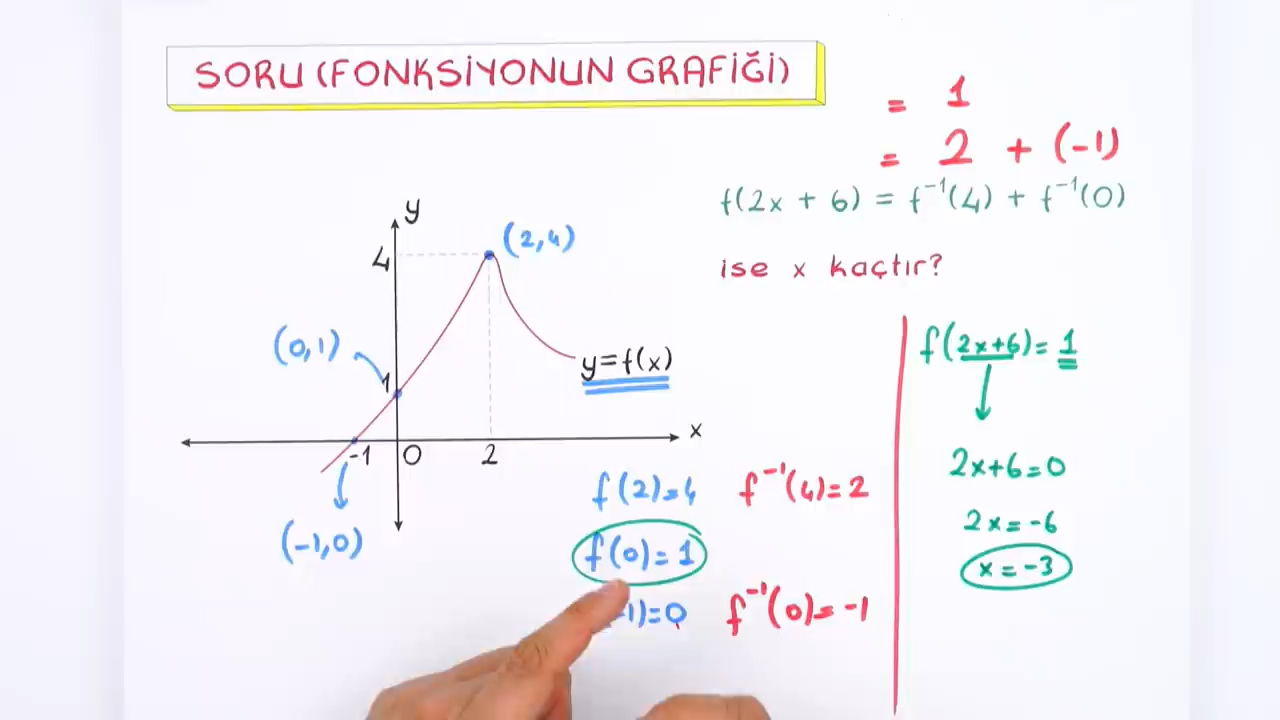 SORU (FONKSİYONUN GRAFİĞİ)
= 1
= 2 + (-1)
f(2x + 6) = f⁻¹(4) + f⁻¹(0)
ise x kaçtır?
y
4
(2,4)
(0,1)
1
y=f(x)
x
-1 0 2
(-1,0)
f(2)=4 f⁻¹(4)=2
f(0)=1
-1)=0 f⁻¹(0)=-1
f(2x+6)=1
2x+6=0
2x=-6
x=-3